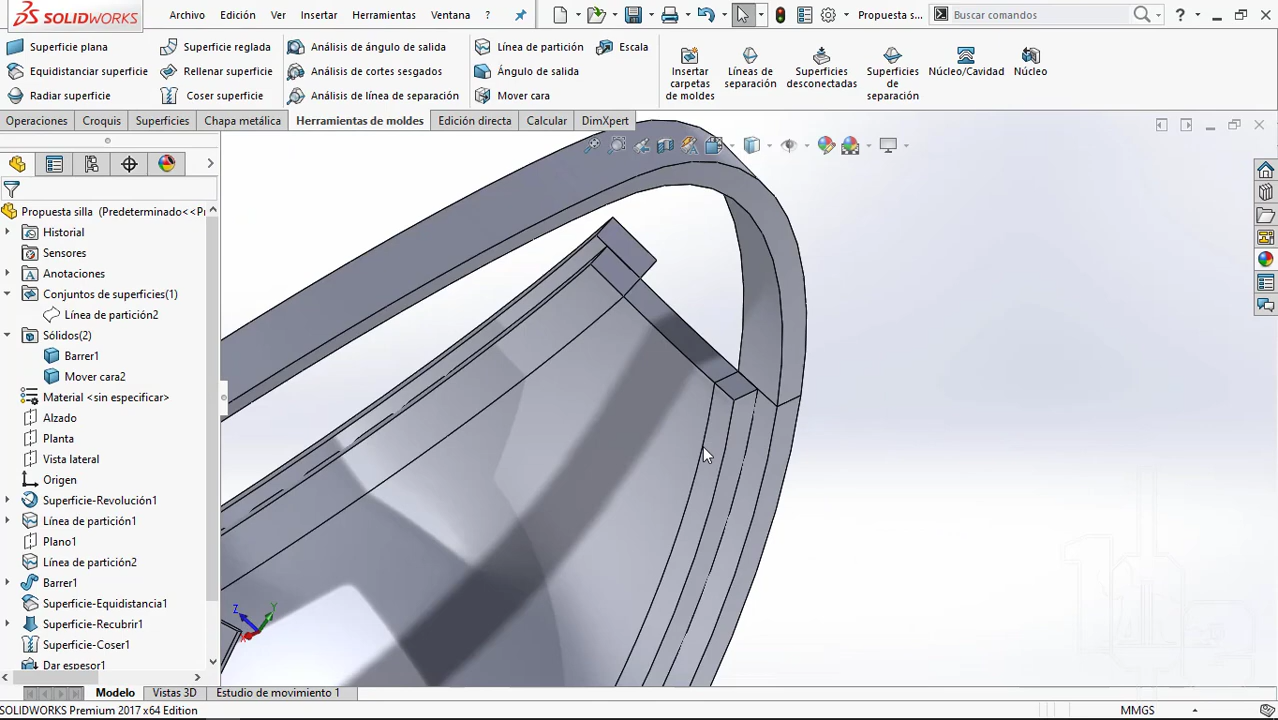 SOLIDWORKS Archivo Edición Ver Insertar Herramientas Ventana ? Propuesta s... Buscar comandos ?
Superficie plana Superficie reglada Análisis de ángulo de salida Línea de partición Escala
Equidistanciar superficie Rellenar superficie Análisis de cortes sesgados Ángulo de salida
Radiar superficie Coser superficie Análisis de línea de separación Mover cara
Insertar carpetas de moldes
Líneas de separación
Superficies desconectadas
Superficies de separación
Núcleo/Cavidad
Núcleo
Operaciones Croquis Superficies Chapa metálica Herramientas de moldes Edición directa Calcular DimXpert
Propuesta silla (Predeterminado<<Pr
Historial
Sensores
Anotaciones
Conjuntos de superficies(1)
Línea de partición2
Sólidos(2)
Barrer1
Mover cara2
Material <sin especificar>
Alzado
Planta
Vista lateral
Origen
Superficie-Revolución1
Línea de partición1
Plano1
Línea de partición2
Barrer1
Superficie-Equidistancia1
Superficie-Recubrir1
Superficie-Coser1
Dar espesor1
Z Y X
Modelo Vistas 3D Estudio de movimiento 1
SOLIDWORKS Premium 2017 x64 Edition MMGS